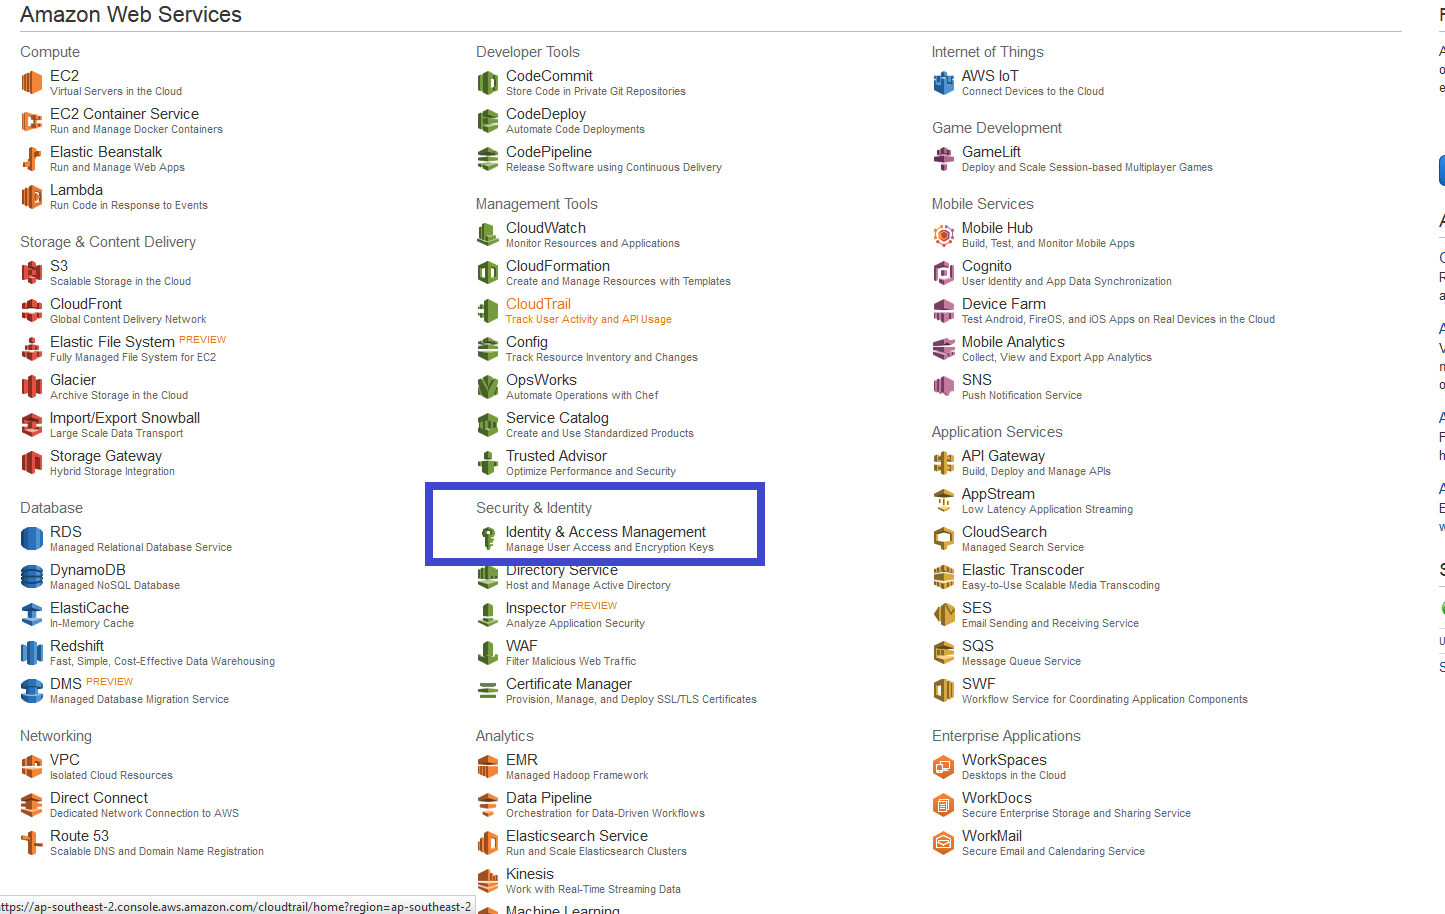 Amazon Web Services
Compute
EC2
Virtual Servers in the Cloud
EC2 Container Service
Run and Manage Docker Containers
Elastic Beanstalk
Run and Manage Web Apps
Lambda
Run Code in Response to Events
Storage & Content Delivery
S3
Scalable Storage in the Cloud
CloudFront
Global Content Delivery Network
Elastic File System PREVIEW
Fully Managed File System for EC2
Glacier
Archive Storage in the Cloud
Import/Export Snowball
Large Scale Data Transport
Storage Gateway
Hybrid Storage Integration
Database
RDS
Managed Relational Database Service
DynamoDB
Managed NoSQL Database
ElastiCache
In-Memory Cache
Redshift
Fast, Simple, Cost-Effective Data Warehousing
DMS PREVIEW
Managed Database Migration Service
Networking
VPC
Isolated Cloud Resources
Direct Connect
Dedicated Network Connection to AWS
Route 53
Scalable DNS and Domain Name Registration
Developer Tools
CodeCommit
Store Code in Private Git Repositories
CodeDeploy
Automate Code Deployments
CodePipeline
Release Software using Continuous Delivery
Management Tools
CloudWatch
Monitor Resources and Applications
CloudFormation
Create and Manage Resources with Templates
CloudTrail
Track User Activity and API Usage
Config
Track Resource Inventory and Changes
OpsWorks
Automate Operations with Chef
Service Catalog
Create and Use Standardized Products
Trusted Advisor
Optimize Performance and Security
Security & Identity
Identity & Access Management
Manage User Access and Encryption Keys
Directory Service
Host and Manage Active Directory
Inspector PREVIEW
Analyze Application Security
WAF
Filter Malicious Web Traffic
Certificate Manager
Provision, Manage, and Deploy SSL/TLS Certificates
Analytics
EMR
Managed Hadoop Framework
Data Pipeline
Orchestration for Data-Driven Workflows
Elasticsearch Service
Run and Scale Elasticsearch Clusters
Kinesis
Work with Real-Time Streaming Data
Machine Learning
Internet of Things
AWS IoT
Connect Devices to the Cloud
Game Development
GameLift
Deploy and Scale Session-based Multiplayer Games
Mobile Services
Mobile Hub
Build, Test, and Monitor Mobile Apps
Cognito
User Identity and App Data Synchronization
Device Farm
Test Android, FireOS, and iOS Apps on Real Devices in the Cloud
Mobile Analytics
Collect, View and Export App Analytics
SNS
Push Notification Service
Application Services
API Gateway
Build, Deploy and Manage APIs
AppStream
Low Latency Application Streaming
CloudSearch
Managed Search Service
Elastic Transcoder
Easy-to-Use Scalable Media Transcoding
SES
Email Sending and Receiving Service
SQS
Message Queue Service
SWF
Workflow Service for Coordinating Application Components
Enterprise Applications
WorkSpaces
Desktops in the Cloud
WorkDocs
Secure Enterprise Storage and Sharing Service
WorkMail
Secure Email and Calendaring Service
ttps://ap-southeast-2.console.aws.amazon.com/cloudtrail/home?region=ap-southeast-2